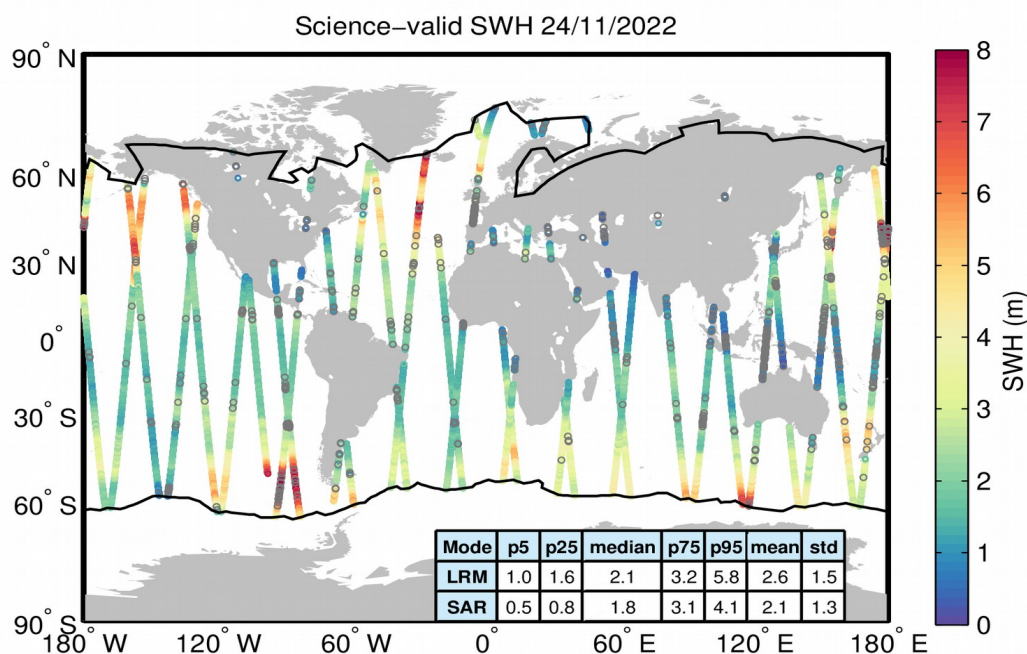 Science–valid SWH 24/11/2022
90° N
60° N
30° N
0°
30° S
60° S
90° S
180° W
120° W
60° W
0°
60° E
120° E
180° E
8
7
6
5
4
3
2
1
0
SWH (m)
Mode p5 p25 median p75 p95 mean std
LRM 1.0 1.6 2.1 3.2 5.8 2.6 1.5
SAR 0.5 0.8 1.8 3.1 4.1 2.1 1.3